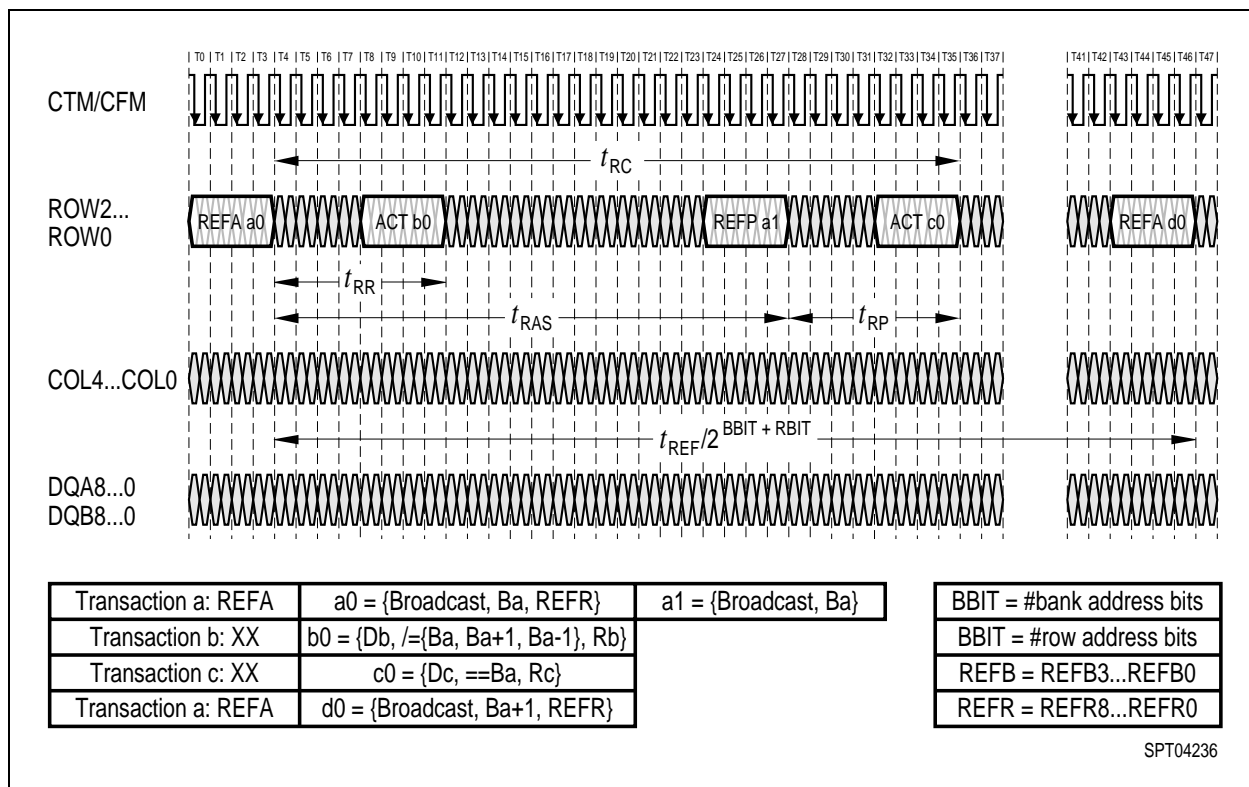 T0 T1 T2 T3 T4 T5 T6 T7 T8 T9 T10 T11 T12 T13 T14 T15 T16 T17 T18 T19 T20 T21 T22 T23 T24 T25 T26 T27 T28 T29 T30 T31 T32 T33 T34 T35 T36 T37 T41 T42 T43 T44 T45 T46 T47
CTM/CFM
tRC
ROW2...
ROW0
REFA a0 ACT b0 REFP a1 ACT c0 REFA d0
tRR
tRAS tRP
COL4...COL0
tREF/2^BBIT + RBIT
DQA8...0
DQB8...0
Transaction a: REFA a0 = {Broadcast, Ba, REFR} a1 = {Broadcast, Ba} BBIT = #bank address bits
Transaction b: XX b0 = {Db, /={Ba, Ba+1, Ba-1}, Rb} BBIT = #row address bits
Transaction c: XX c0 = {Dc, ==Ba, Rc} REFB = REFB3...REFB0
Transaction a: REFA d0 = {Broadcast, Ba+1, REFR} REFR = REFR8...REFR0
SPT04236